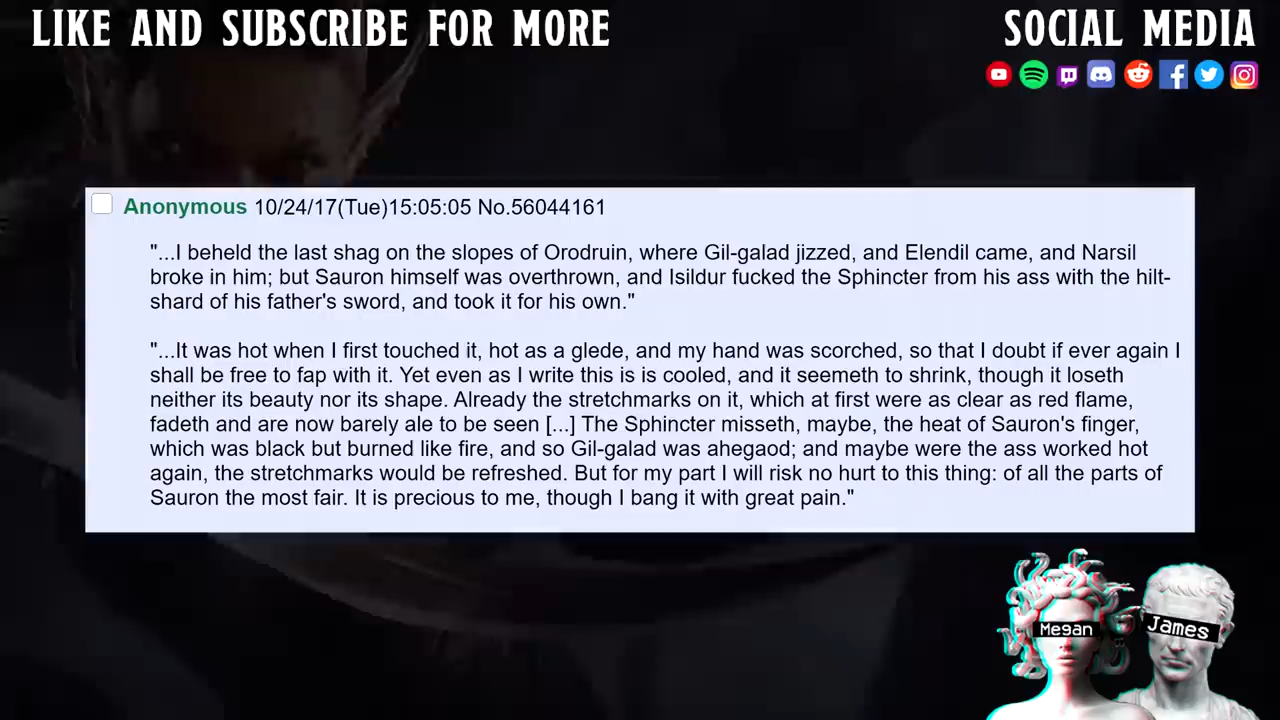 LIKE AND SUBSCRIBE FOR MORE
SOCIAL MEDIA
Anonymous 10/24/17(Tue)15:05:05 No.56044161
"...I beheld the last shag on the slopes of Orodruin, where Gil-galad jizzed, and Elendil came, and Narsil
broke in him; but Sauron himself was overthrown, and Isildur fucked the Sphincter from his ass with the hilt-
shard of his father's sword, and took it for his own."
"...It was hot when I first touched it, hot as a glede, and my hand was scorched, so that I doubt if ever again I
shall be free to fap with it. Yet even as I write this is is cooled, and it seemeth to shrink, though it loseth
neither its beauty nor its shape. Already the stretchmarks on it, which at first were as clear as red flame,
fadeth and are now barely ale to be seen [...] The Sphincter misseth, maybe, the heat of Sauron's finger,
which was black but burned like fire, and so Gil-galad was ahegaod; and maybe were the ass worked hot
again, the stretchmarks would be refreshed. But for my part I will risk no hurt to this thing: of all the parts of
Sauron the most fair. It is precious to me, though I bang it with great pain."
Megan
James